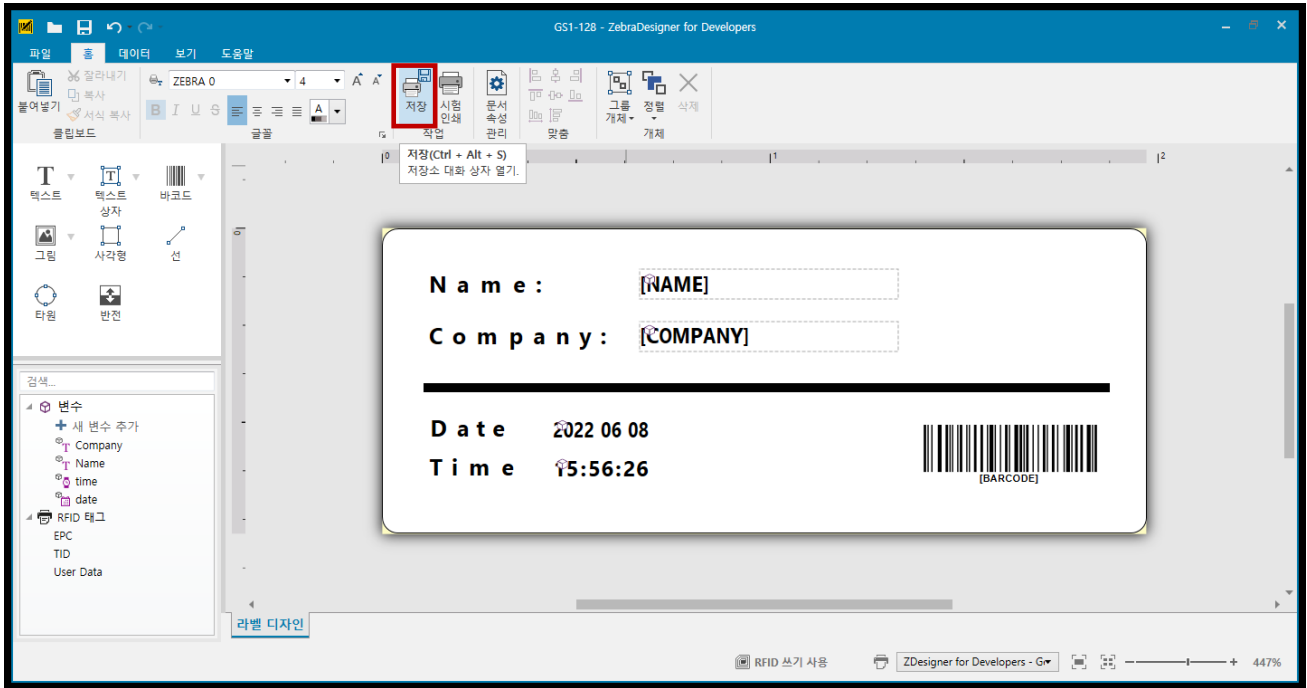 GS1-128 - ZebraDesigner for Developers
파일 홈 데이터 보기 도움말
붙여넣기
잘라내기
복사
서식 복사
클립보드
ZEBRA 0 4
B I U S A
글꼴
저장
시험
인쇄
작업
문서
속성
관리
맞춤
그룹
개체
정렬
삭제
개체
저장(Ctrl + Alt + S)
저장소 대화 상자 열기.
0 1 2
0
T 텍스트
T 텍스트
상자
바코드
그림
사각형
선
타원
반전
검색...
변수
새 변수 추가
T Company
T Name
time
date
RFID 태그
EPC
TID
User Data
Name: [NAME]
Company: [COMPANY]
Date 2022 06 08
Time 15:56:26
[BARCODE]
라벨 디자인
RFID 쓰기 사용 ZDesigner for Developers - Gr 447%